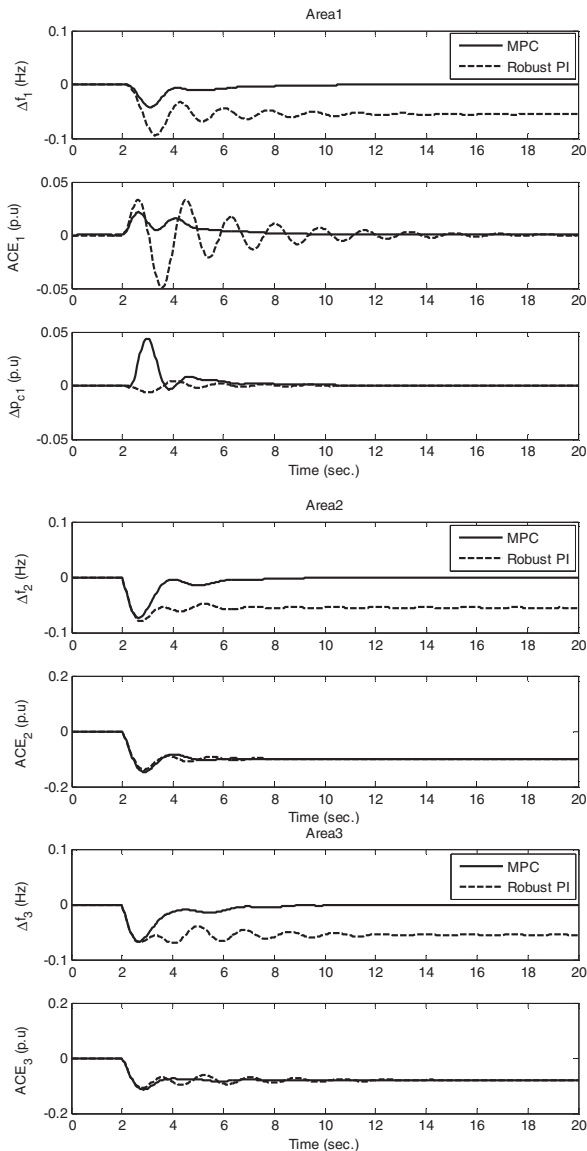 Area1
0.1
0
-0.1
Δf1 (Hz)
MPC
Robust PI
0 2 4 6 8 10 12 14 16 18 20
0.05
0
-0.05
ACE1 (p.u)
0 2 4 6 8 10 12 14 16 18 20
0.05
0
-0.05
Δpc1 (p.u)
0 2 4 6 8 10 12 14 16 18 20
Time (sec.)
Area2
0.1
0
-0.1
Δf2 (Hz)
MPC
Robust PI
0 2 4 6 8 10 12 14 16 18 20
0.2
0
-0.2
ACE2 (p.u)
0 2 4 6 8 10 12 14 16 18 20
Time (sec.)
Area3
0.1
0
-0.1
Δf3 (Hz)
MPC
Robust PI
0 2 4 6 8 10 12 14 16 18 20
0.2
0
-0.2
ACE3 (p.u)
0 2 4 6 8 10 12 14 16 18 20
Time (sec.)